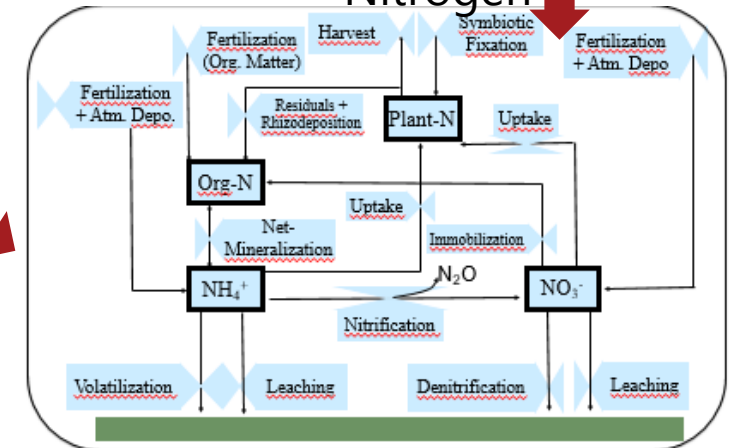 Nitrogen
Fertilization
(Org. Matter)
Harvest
Symbiotic
Fixation
Fertilization
+ Atm. Depo
Fertilization
+ Atm. Depo.
Residuals +
Rhizodeposition
Plant-N
Uptake
Org-N
Uptake
Net-
Mineralization
Immobilization
N₂O
NH₄⁺
NO₃⁻
Nitrification
Volatilization
Leaching
Denitrification
Leaching